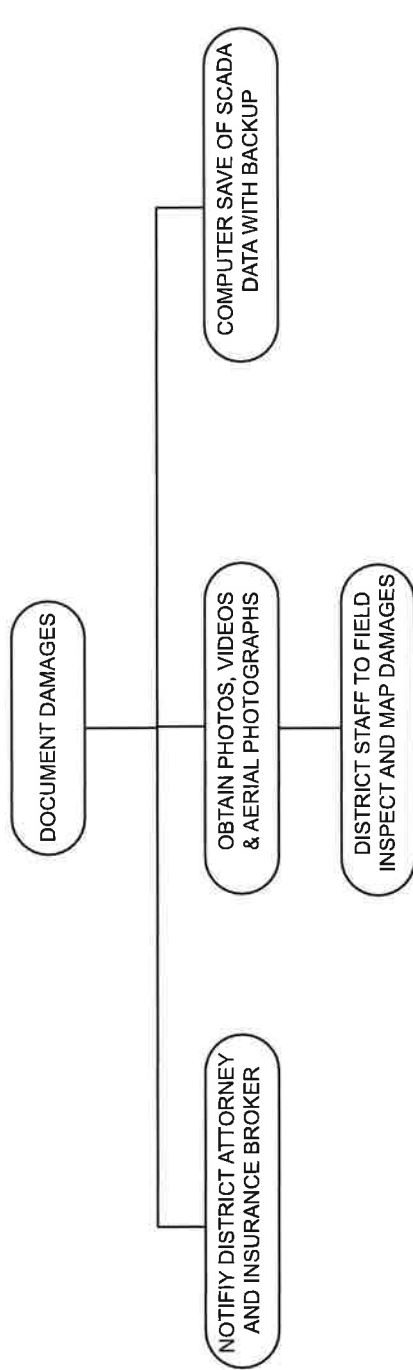 DOCUMENT DAMAGES
NOTIFIY DISTRICT ATTORNEY
AND INSURANCE BROKER
OBTAIN PHOTOS, VIDEOS
& AERIAL PHOTOGRAPHS
COMPUTER SAVE OF SCADA
DATA WITH BACKUP
DISTRICT STAFF TO FIELD
INSPECT AND MAP DAMAGES